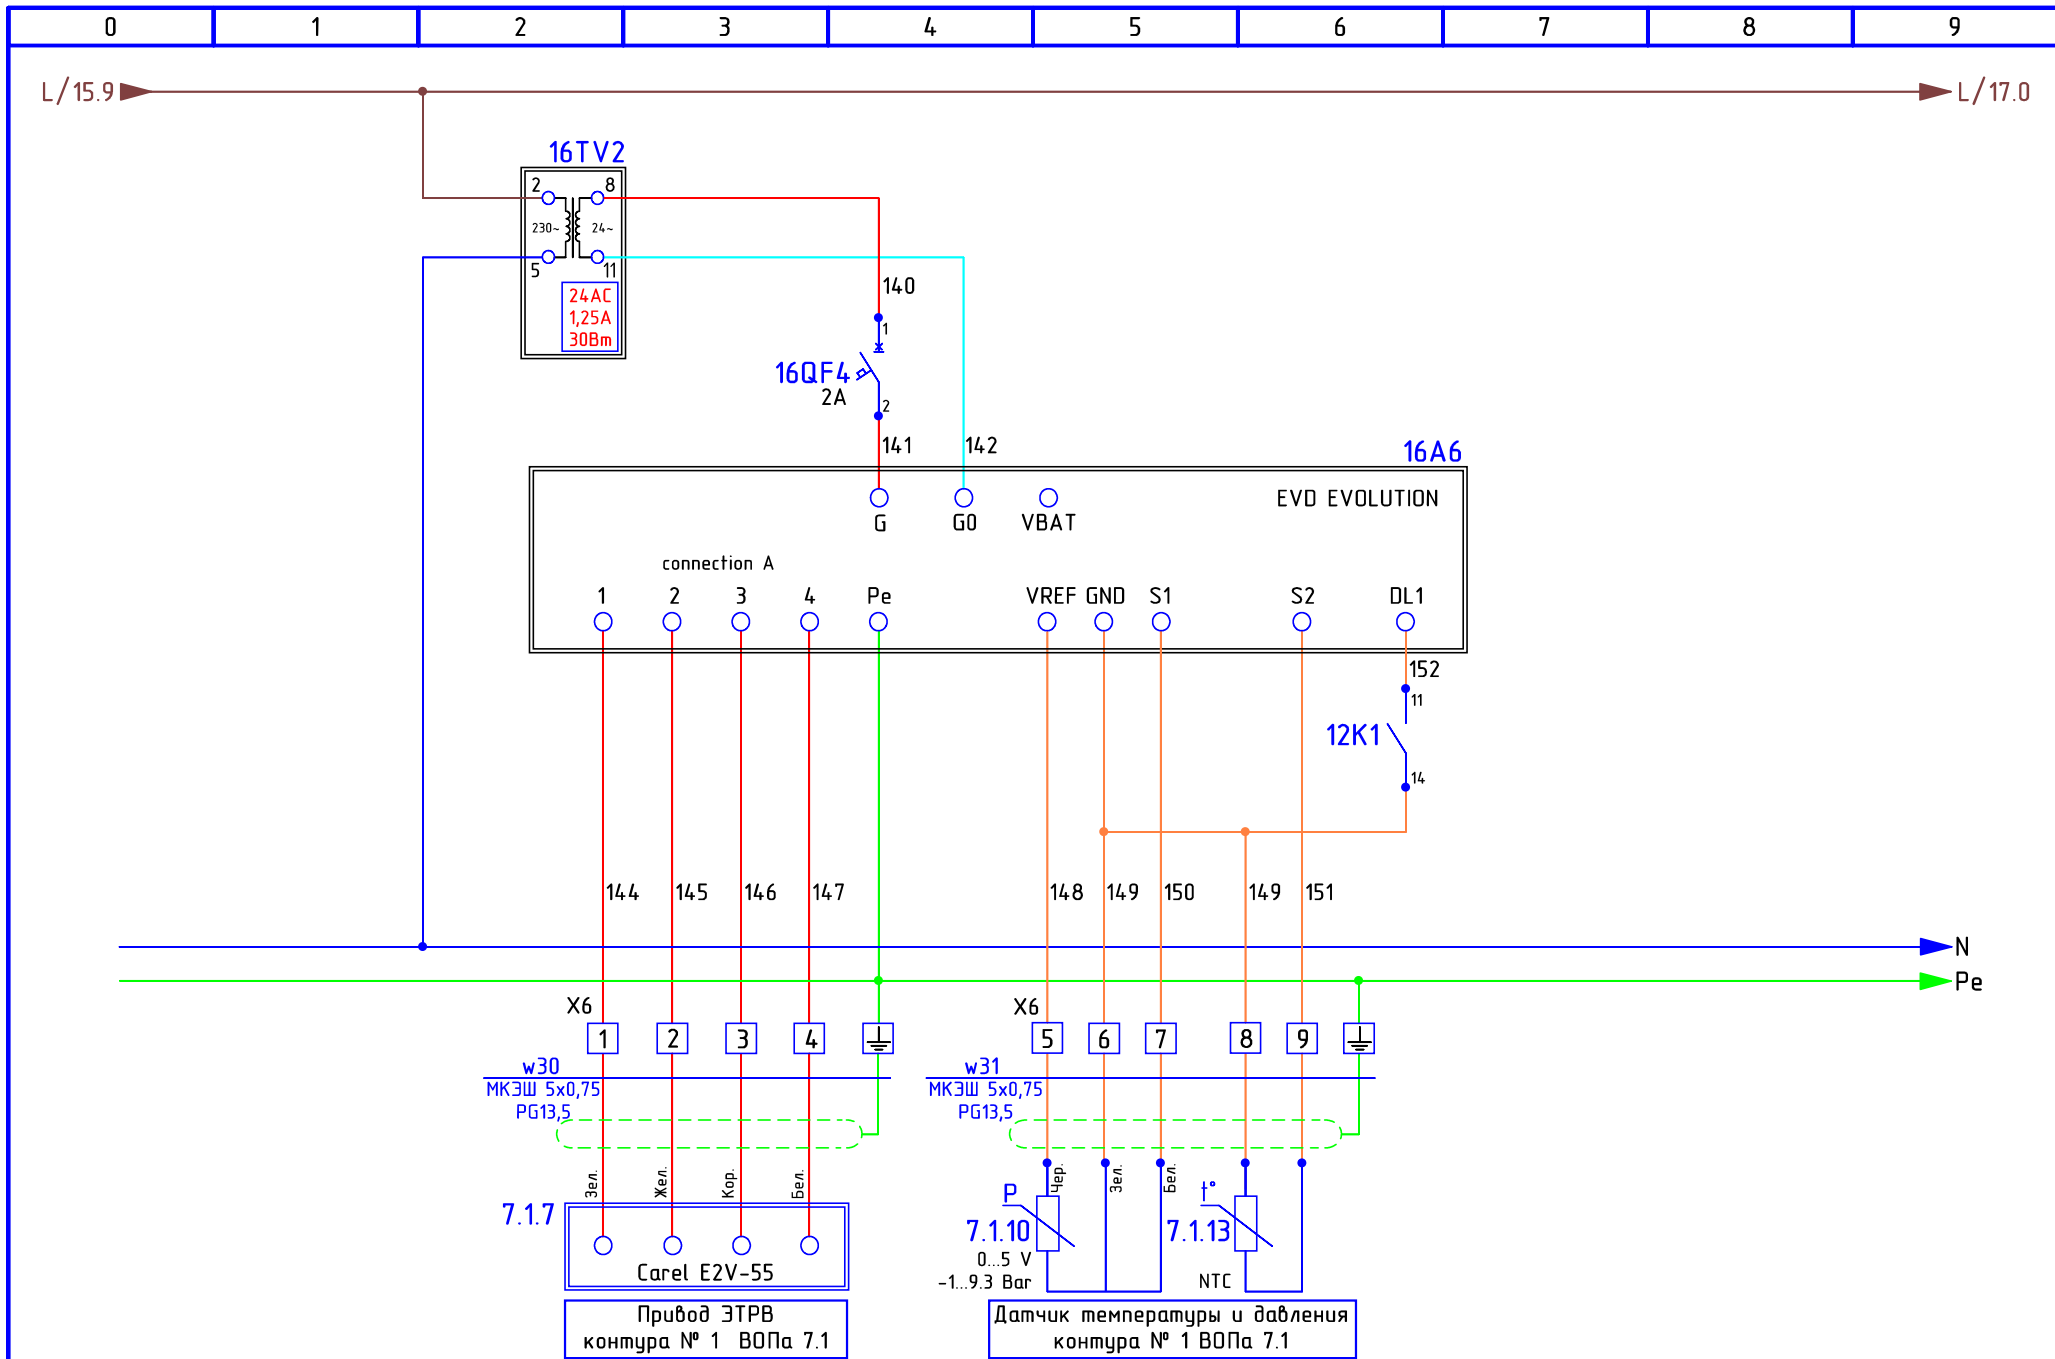 0 1 2 3 4 5 6 7 8 9
L/15.9 L/17.0
16TV2
2 8
230~ 24~
5 11
24AC
1,25A
30Вт
140
1
16QF4
2A
2
141 142
16A6
EVD EVOLUTION
G G0 VBAT
connection A
1 2 3 4 Pe VREF GND S1 S2 DL1
152
11
12K1
14
144 145 146 147 148 149 150 149 151
N
Pe
X6 X6
1 2 3 4 5 6 7 8 9
w30 w31
МКЭШ 5x0,75 МКЭШ 5x0,75
PG13,5 PG13,5
Зел. Жел. Кор. Бел. Чер. Зел. Бел.
7.1.7 P t°
7.1.10 7.1.13
0...5 V
Carel E2V-55 -1...9.3 Bar NTC
Привод ЭТРВ
контура № 1 ВОПа 7.1
Датчик температуры и давления
контура № 1 ВОПа 7.1